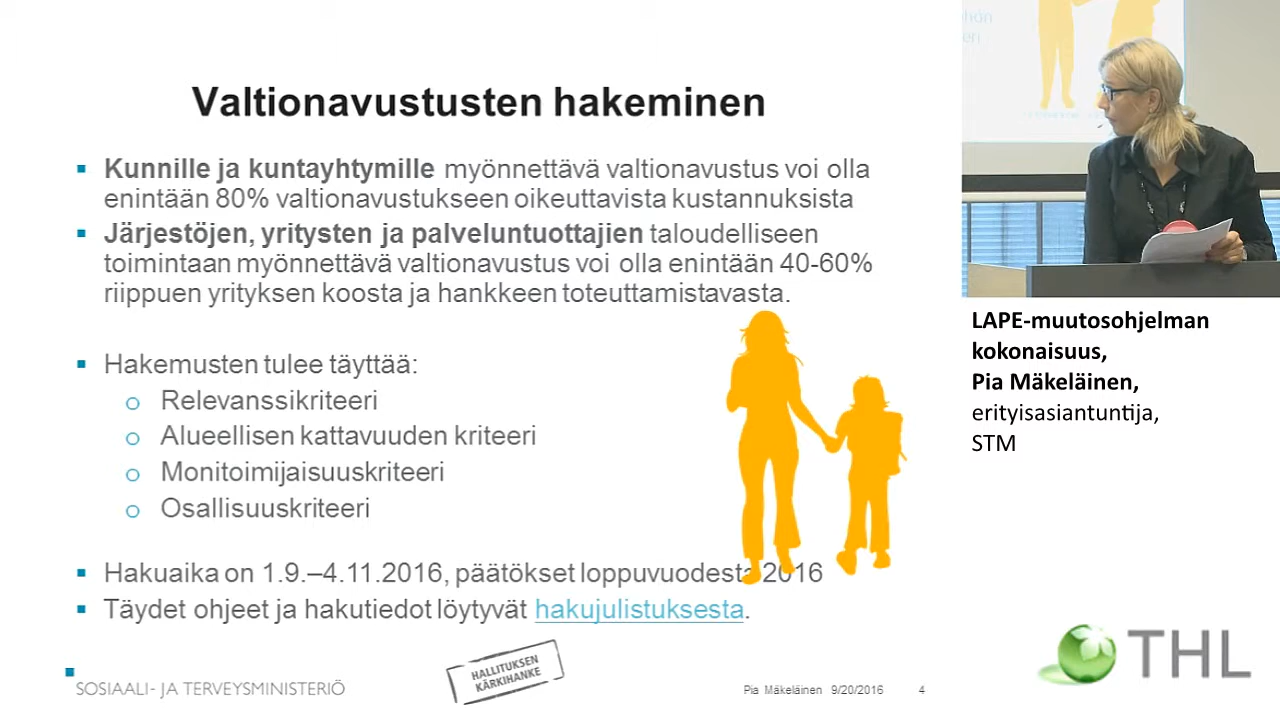 Valtionavustusten hakeminen
▪ Kunnille ja kuntayhtymille myönnettävä valtionavustus voi olla
enintään 80% valtionavustukseen oikeuttavista kustannuksista
▪ Järjestöjen, yritysten ja palveluntuottajien taloudelliseen
toimintaan myönnettävä valtionavustus voi olla enintään 40-60%
riippuen yrityksen koosta ja hankkeen toteuttamistavasta.
▪ Hakemusten tulee täyttää:
o Relevanssikriteeri
o Alueellisen kattavuuden kriteeri
o Monitoimijaisuuskriteeri
o Osallisuuskriteeri
▪ Hakuaika on 1.9.–4.11.2016, päätökset loppuvuodesta 2016
▪ Täydet ohjeet ja hakutiedot löytyvät hakujulistuksesta.
SOSIAALI- JA TERVEYSMINISTERIÖ
HALLITUKSEN
KÄRKIHANKE
Pia Mäkeläinen 9/20/2016 4
LAPE-muutosohjelman
kokonaisuus,
Pia Mäkeläinen,
erityisasiantuntija,
STM
THL